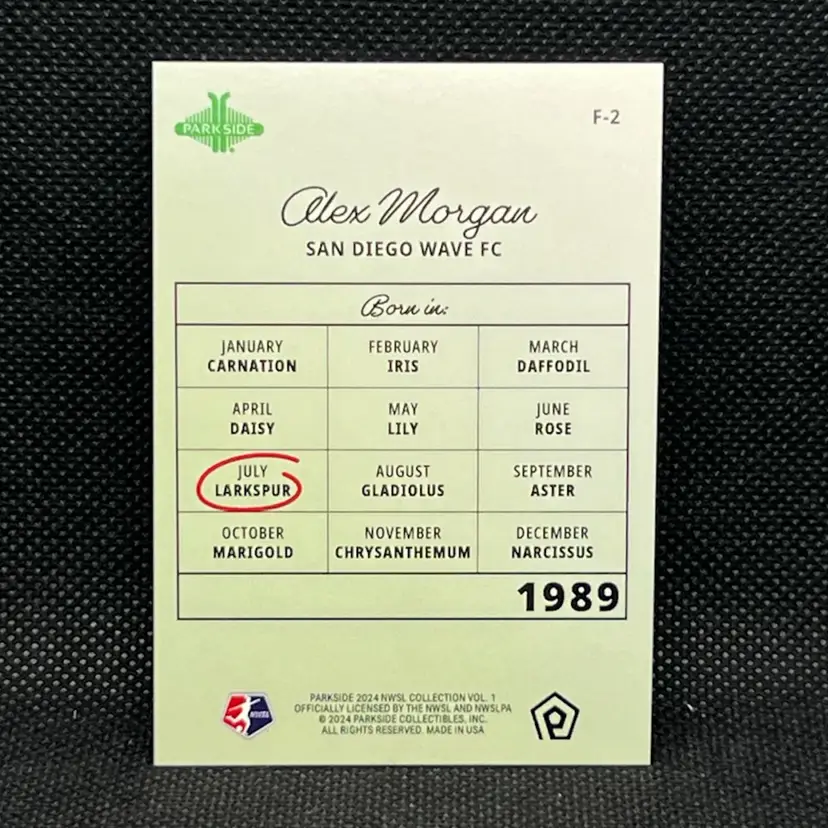 PARKSIDE
F-2
Alex Morgan
SAN DIEGO WAVE FC
Born in:
JANUARY
CARNATION
FEBRUARY
IRIS
MARCH
DAFFODIL
APRIL
DAISY
MAY
LILY
JUNE
ROSE
JULY
LARKSPUR
AUGUST
GLADIOLUS
SEPTEMBER
ASTER
OCTOBER
MARIGOLD
NOVEMBER
CHRYSANTHEMUM
DECEMBER
NARCISSUS
1989
PARKSIDE 2024 NWSL COLLECTION VOL. 1
OFFICIALLY LICENSED BY THE NWSL AND NWSLPA
© 2024 PARKSIDE COLLECTIBLES, INC.
ALL RIGHTS RESERVED. MADE IN USA